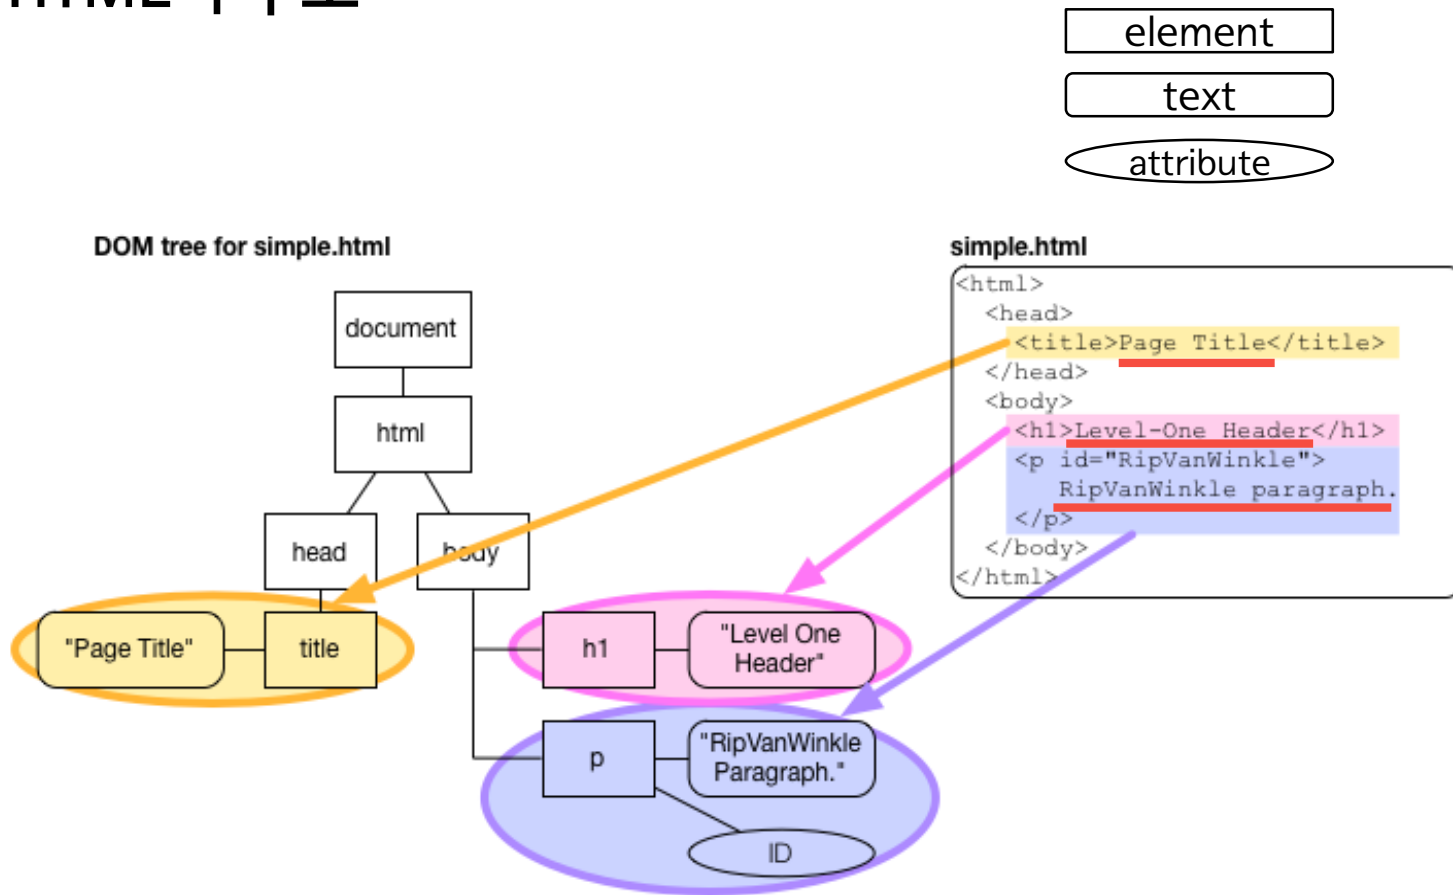 HTML
element
text
attribute
DOM tree for simple.html
simple.html
document
html
head
body
"Page Title"
title
h1
"Level One
Header"
p
"RipVanWinkle
Paragraph."
ID
<html>
<head>
<title>Page Title</title>
</head>
<body>
<h1>Level-One Header</h1>
<p id="RipVanWinkle">
RipVanWinkle paragraph.
</p>
</body>
</html>